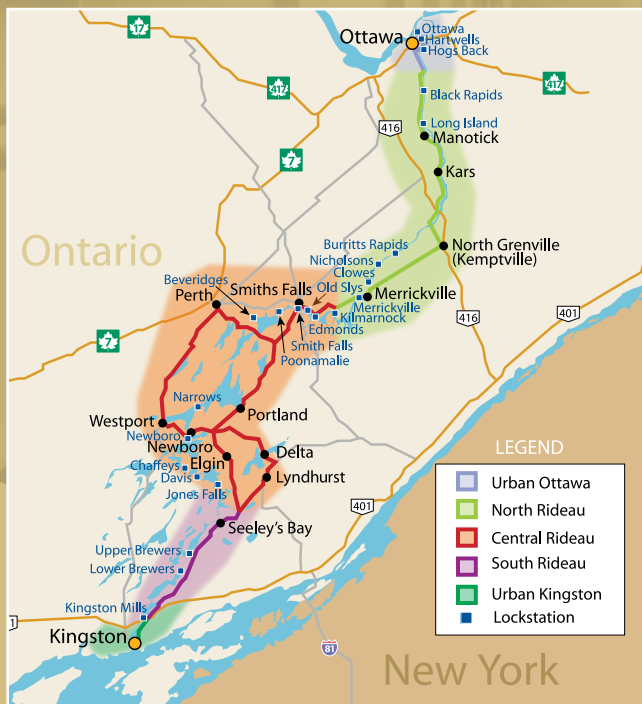 17
Ottawa
Ottawa
Hartwells
Hogs Back
417
417
Black Rapids
416
Long Island
Manotick
7
Kars
Ontario
Burritts Rapids
Nicholsons
North Grenville
(Kemptville)
Clowes
Beveridges
Smiths Falls
Old Slys
Perth
Merrickville
Merrickville
401
Kilmarnock
416
Edmonds
Smith Falls
7
Poonamalie
Narrows
Portland
Westport
Newboro
Newboro
Delta
Elgin
Chaffeys
Davis
Lyndhurst
Jones Falls
401
Seeley's Bay
Upper Brewers
Lower Brewers
Kingston Mills
1
Kingston
81
New York
LEGEND
Urban Ottawa
North Rideau
Central Rideau
South Rideau
Urban Kingston
Lockstation